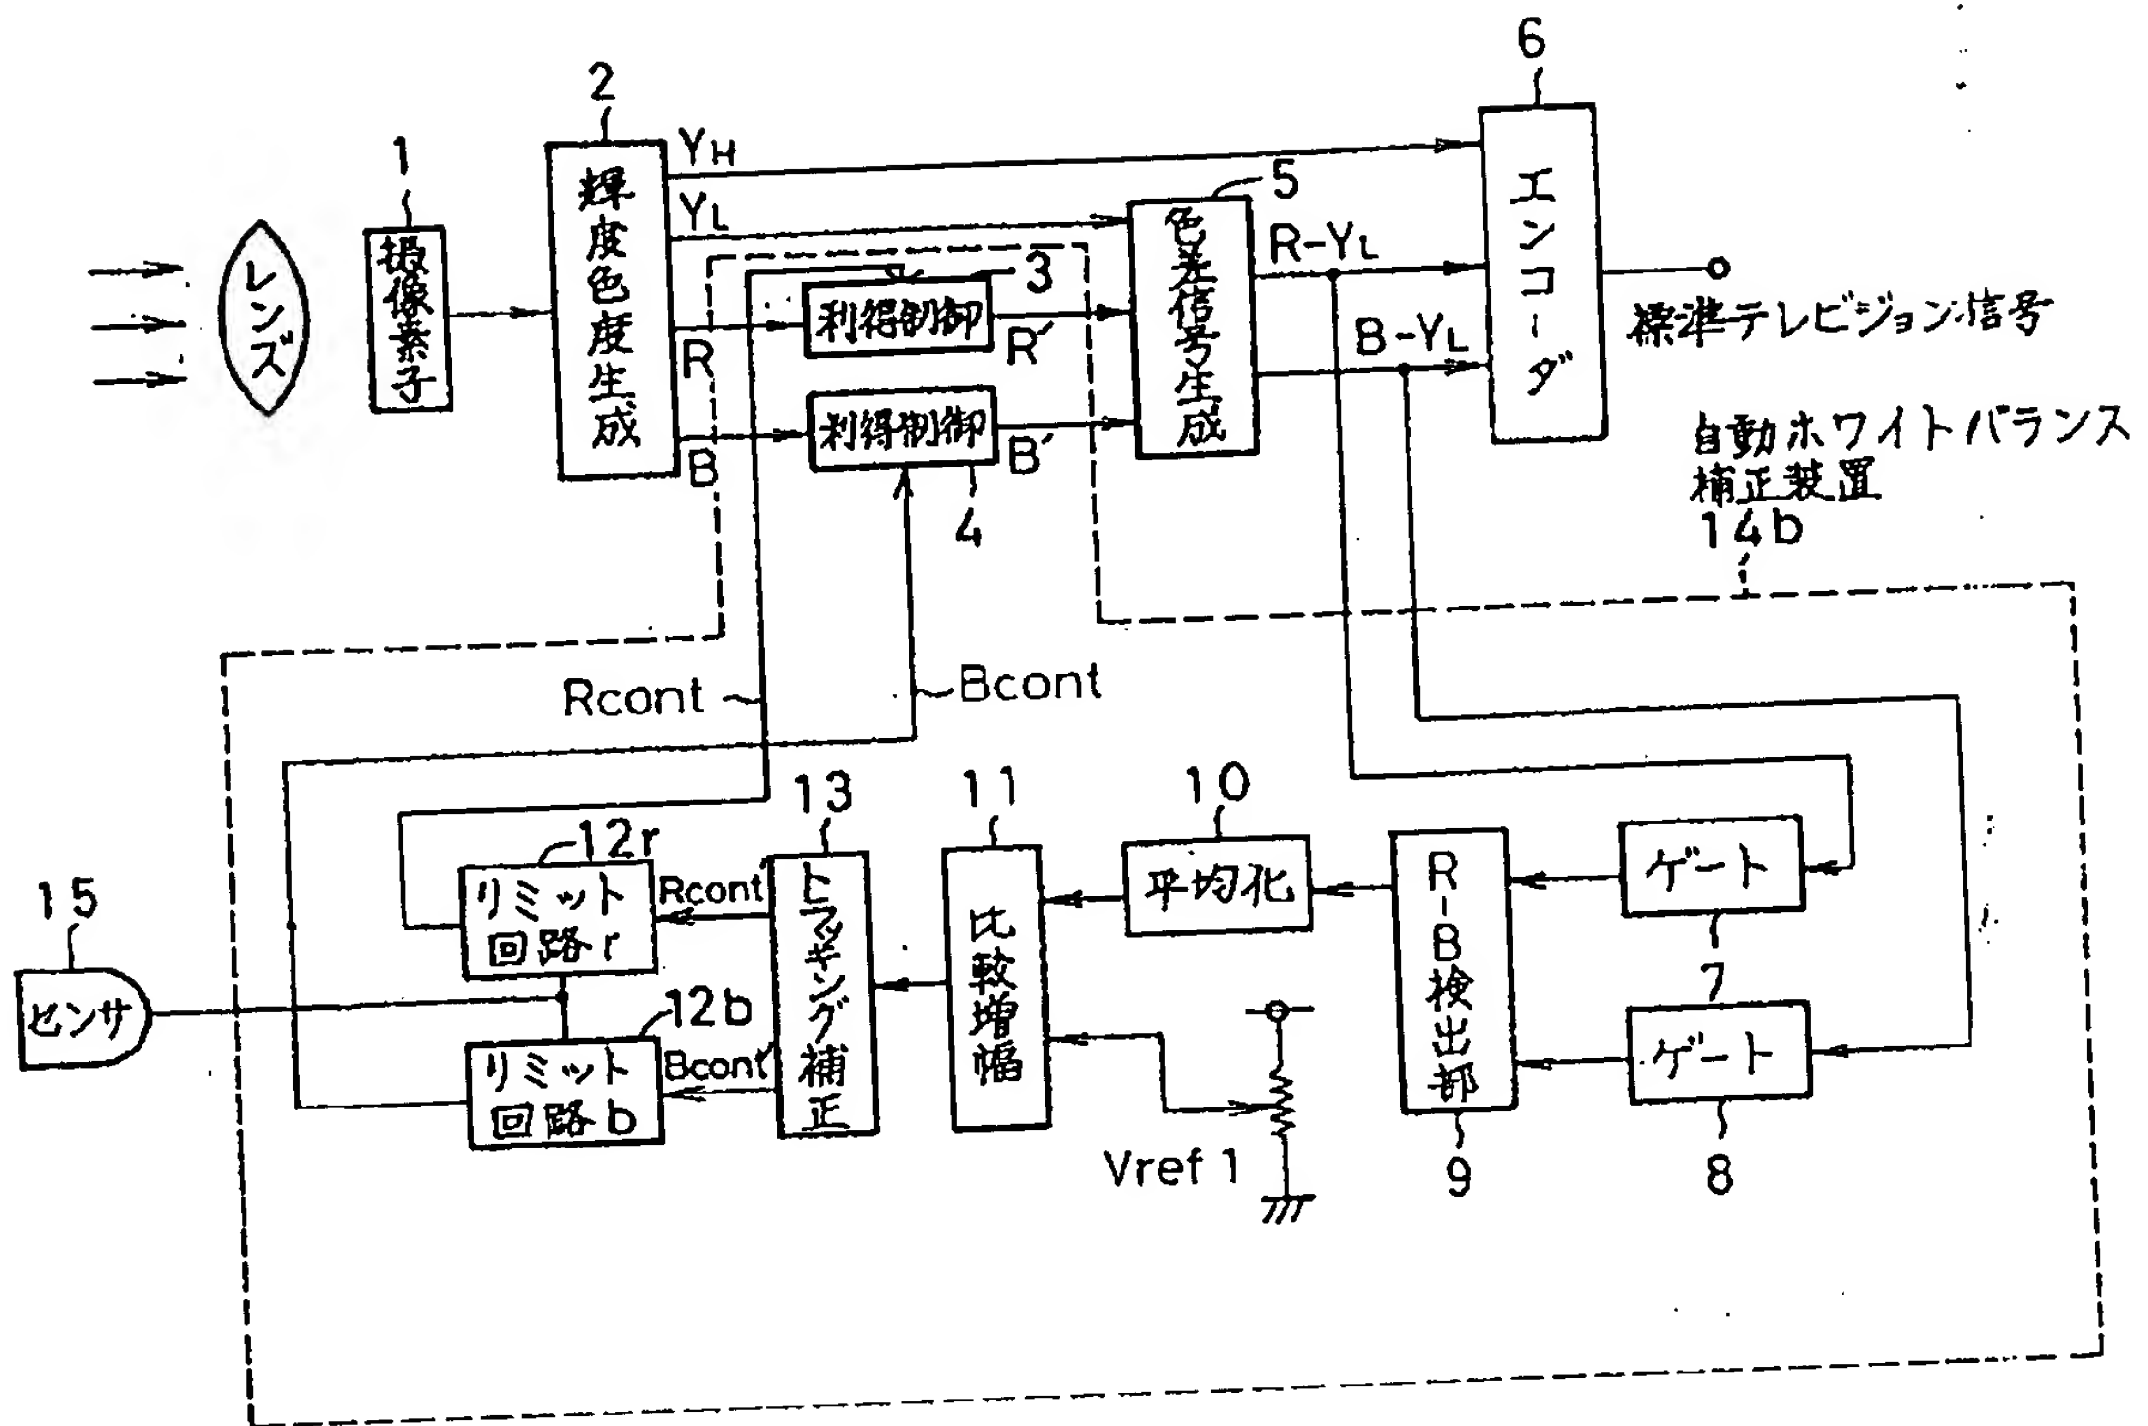 6
2
1
YH
輝度色度生成
YL
5
エンコーダ
撮像素子
レンズ
色差信号生成
R-YL
3
利得制御
R
R′
標準テレビジョン信号
B-YL
利得制御
B
B′
4
自動ホワイトバランス
補正装置
14b
Rcont
Bcont
13
11
10
12r
リミット
回路r
Rcont′
トラッキング補正
比較増幅
平均化
R-B検出部
ゲート
7
15
センサ
12b
リミット
回路b
Bcont′
ゲート
8
9
Vref 1